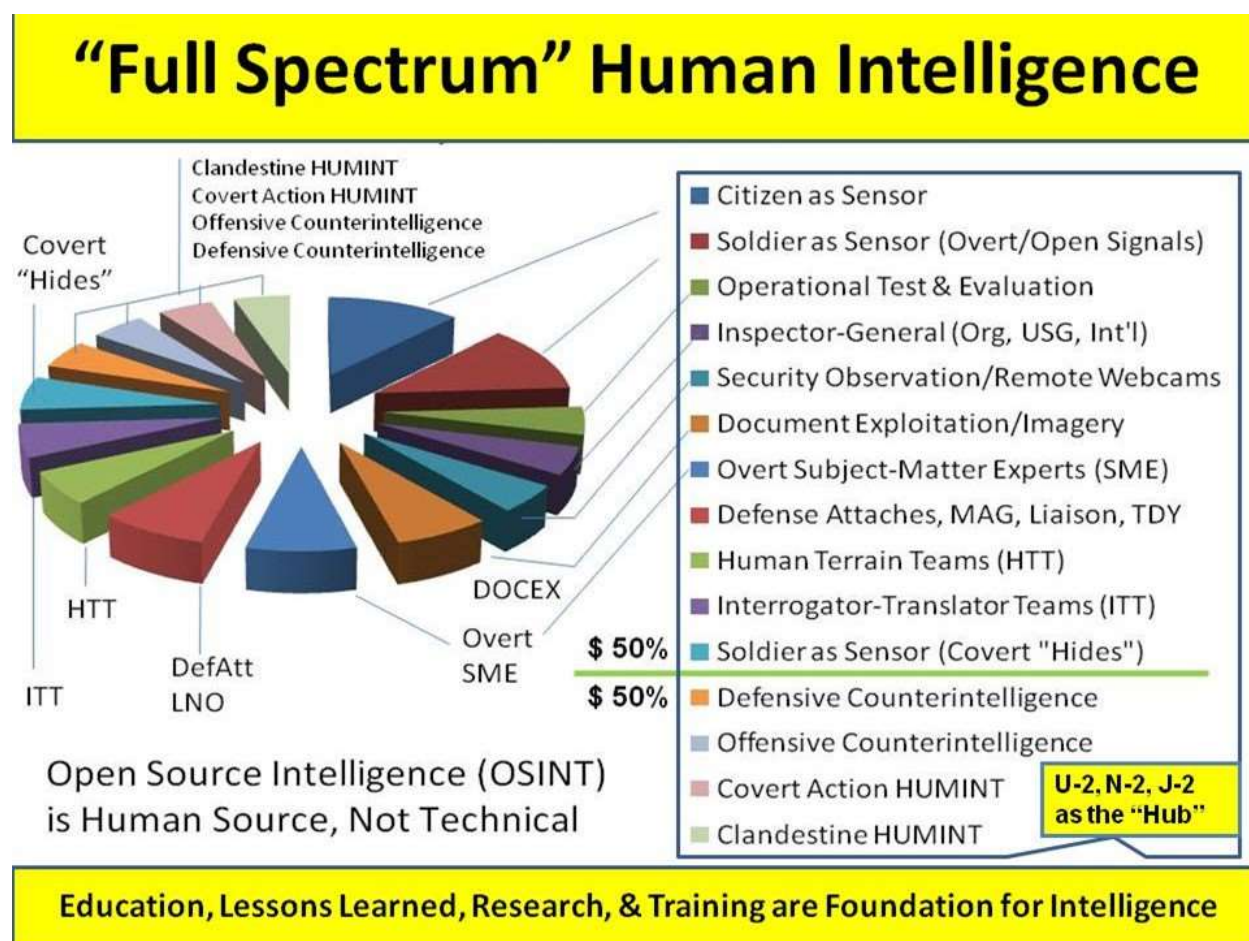 “Full Spectrum” Human Intelligence
Clandestine HUMINT
Covert Action HUMINT
Offensive Counterintelligence
Defensive Counterintelligence
Covert
“Hides”
ITT
HTT
DefAtt
LNO
Overt
SME
DOCEX
Citizen as Sensor
Soldier as Sensor (Overt/Open Signals)
Operational Test & Evaluation
Inspector-General (Org, USG, Int'l)
Security Observation/Remote Webcams
Document Exploitation/Imagery
Overt Subject-Matter Experts (SME)
Defense Attaches, MAG, Liaison, TDY
Human Terrain Teams (HTT)
Interrogator-Translator Teams (ITT)
$ 50%
Soldier as Sensor (Covert "Hides")
$ 50%
Defensive Counterintelligence
Offensive Counterintelligence
Covert Action HUMINT
Clandestine HUMINT
U-2, N-2, J-2
as the “Hub”
Open Source Intelligence (OSINT)
is Human Source, Not Technical
Education, Lessons Learned, Research, & Training are Foundation for Intelligence